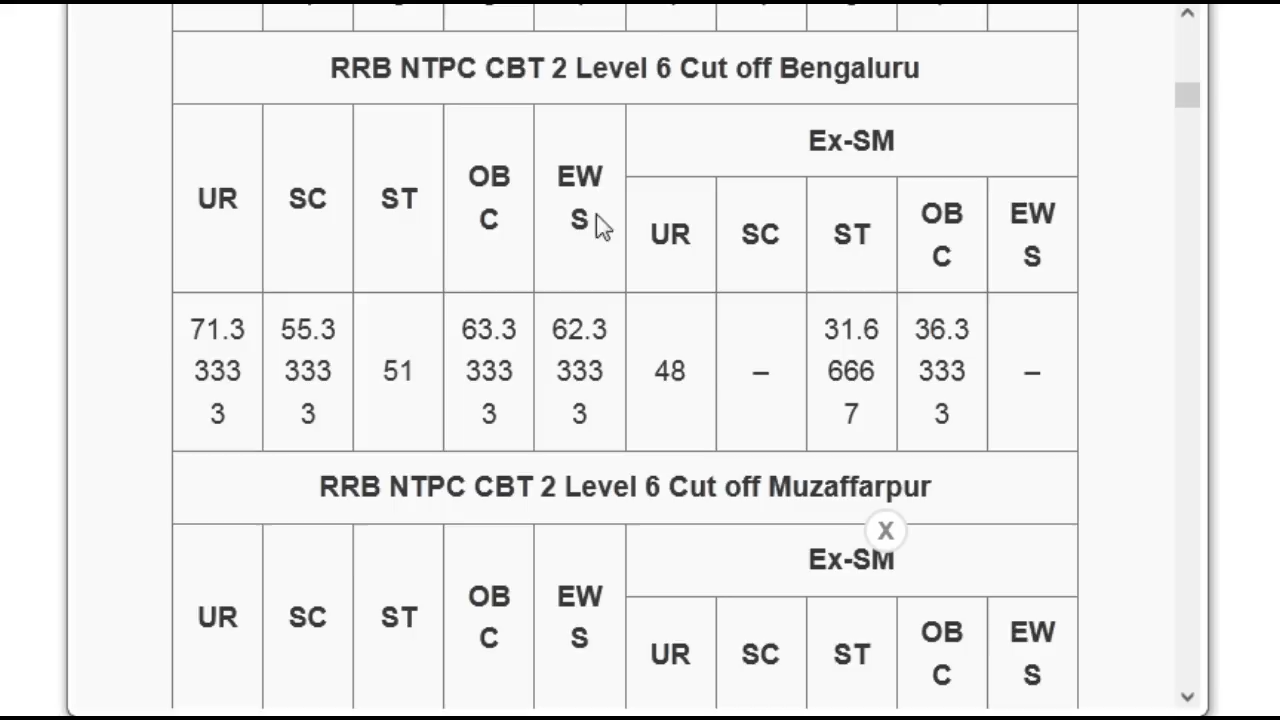 RRB NTPC CBT 2 Level 6 Cut off Bengaluru
Ex-SM
UR SC ST OB EW
C S
UR SC ST OB EW
C S
71.3 55.3 51 63.3 62.3 48 – 31.6 36.3 –
333 333 333 333 666 333
3 3 3 3 7 3
RRB NTPC CBT 2 Level 6 Cut off Muzaffarpur
X
Ex-SM
UR SC ST OB EW
C S
UR SC ST OB EW
C S